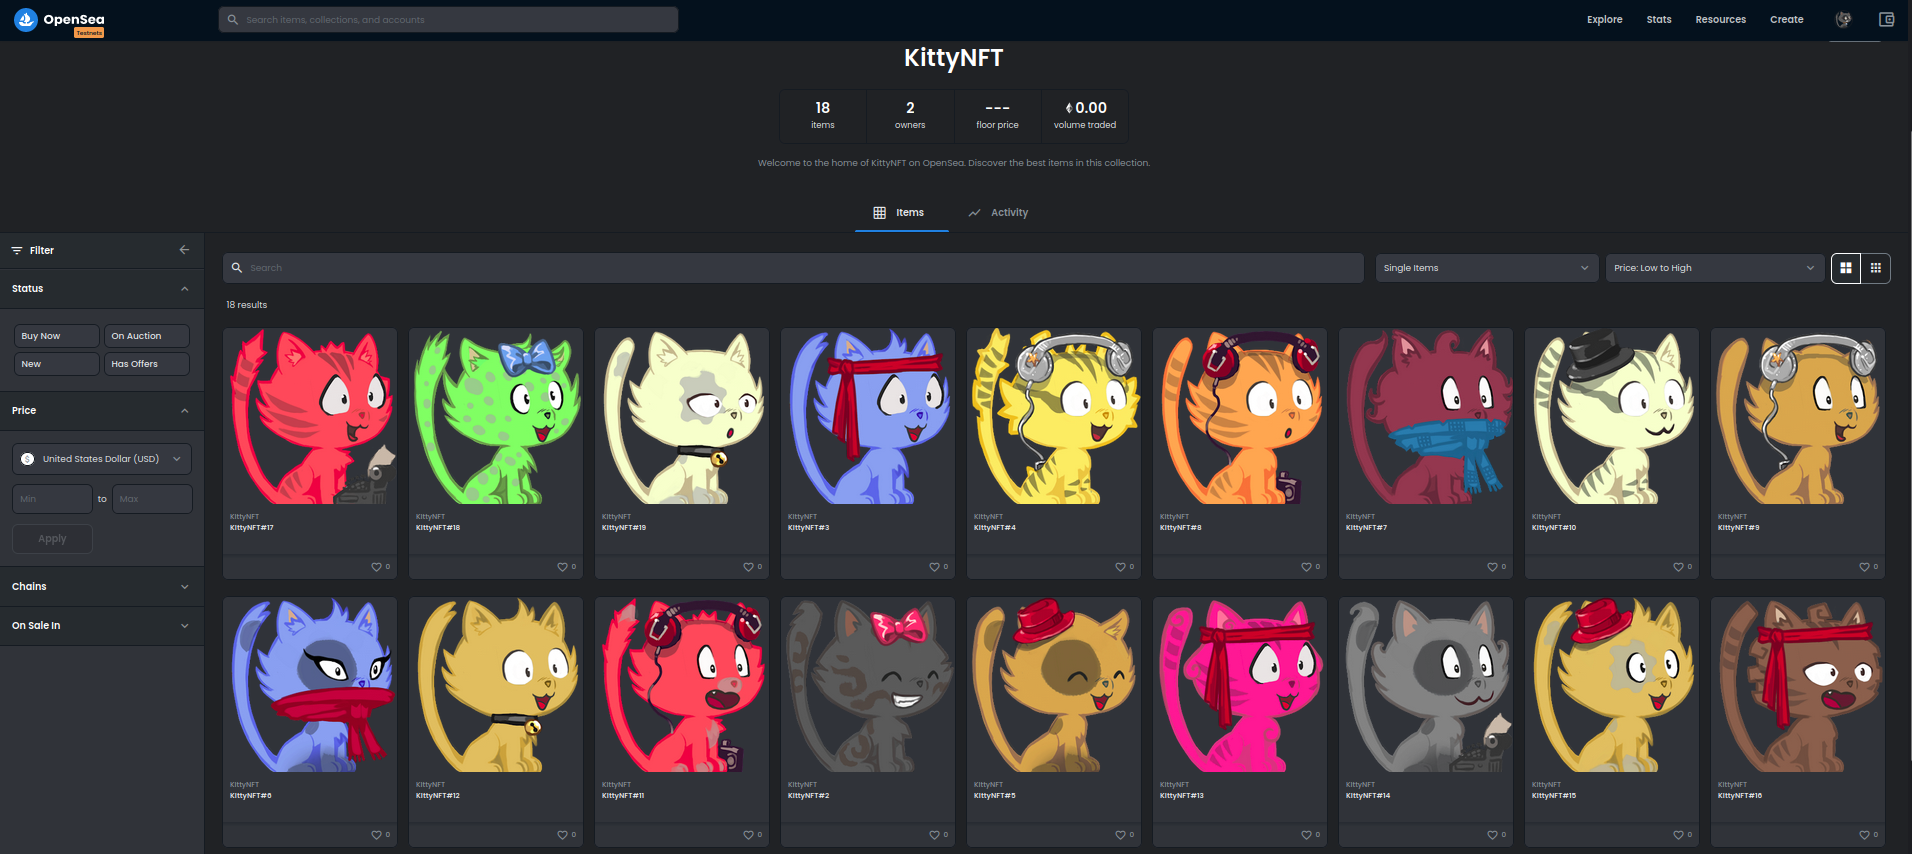 OpenSea
Testnets
Search items, collections, and accounts
Explore
Stats
Resources
Create
KittyNFT
18
items
2
owners
---
floor price
0.00
volume traded
Welcome to the home of KittyNFT on OpenSea. Discover the best items in this collection.
Items
Activity
Filter
Status
Buy Now
On Auction
New
Has Offers
Price
$
United States Dollar (USD)
Min
to
Max
Apply
Chains
On Sale In
Search
Single Items
Price: Low to High
18 results
KittyNFT
KittyNFT#17
0
KittyNFT
KittyNFT#18
0
KittyNFT
KittyNFT#19
0
KittyNFT
KittyNFT#3
0
KittyNFT
KittyNFT#4
0
KittyNFT
KittyNFT#8
0
KittyNFT
KittyNFT#7
0
KittyNFT
KittyNFT#10
0
KittyNFT
KittyNFT#9
0
KittyNFT
KittyNFT#6
0
KittyNFT
KittyNFT#12
0
KittyNFT
KittyNFT#11
0
KittyNFT
KittyNFT#2
0
KittyNFT
KittyNFT#5
0
KittyNFT
KittyNFT#13
0
KittyNFT
KittyNFT#14
0
KittyNFT
KittyNFT#15
0
KittyNFT
KittyNFT#16
0